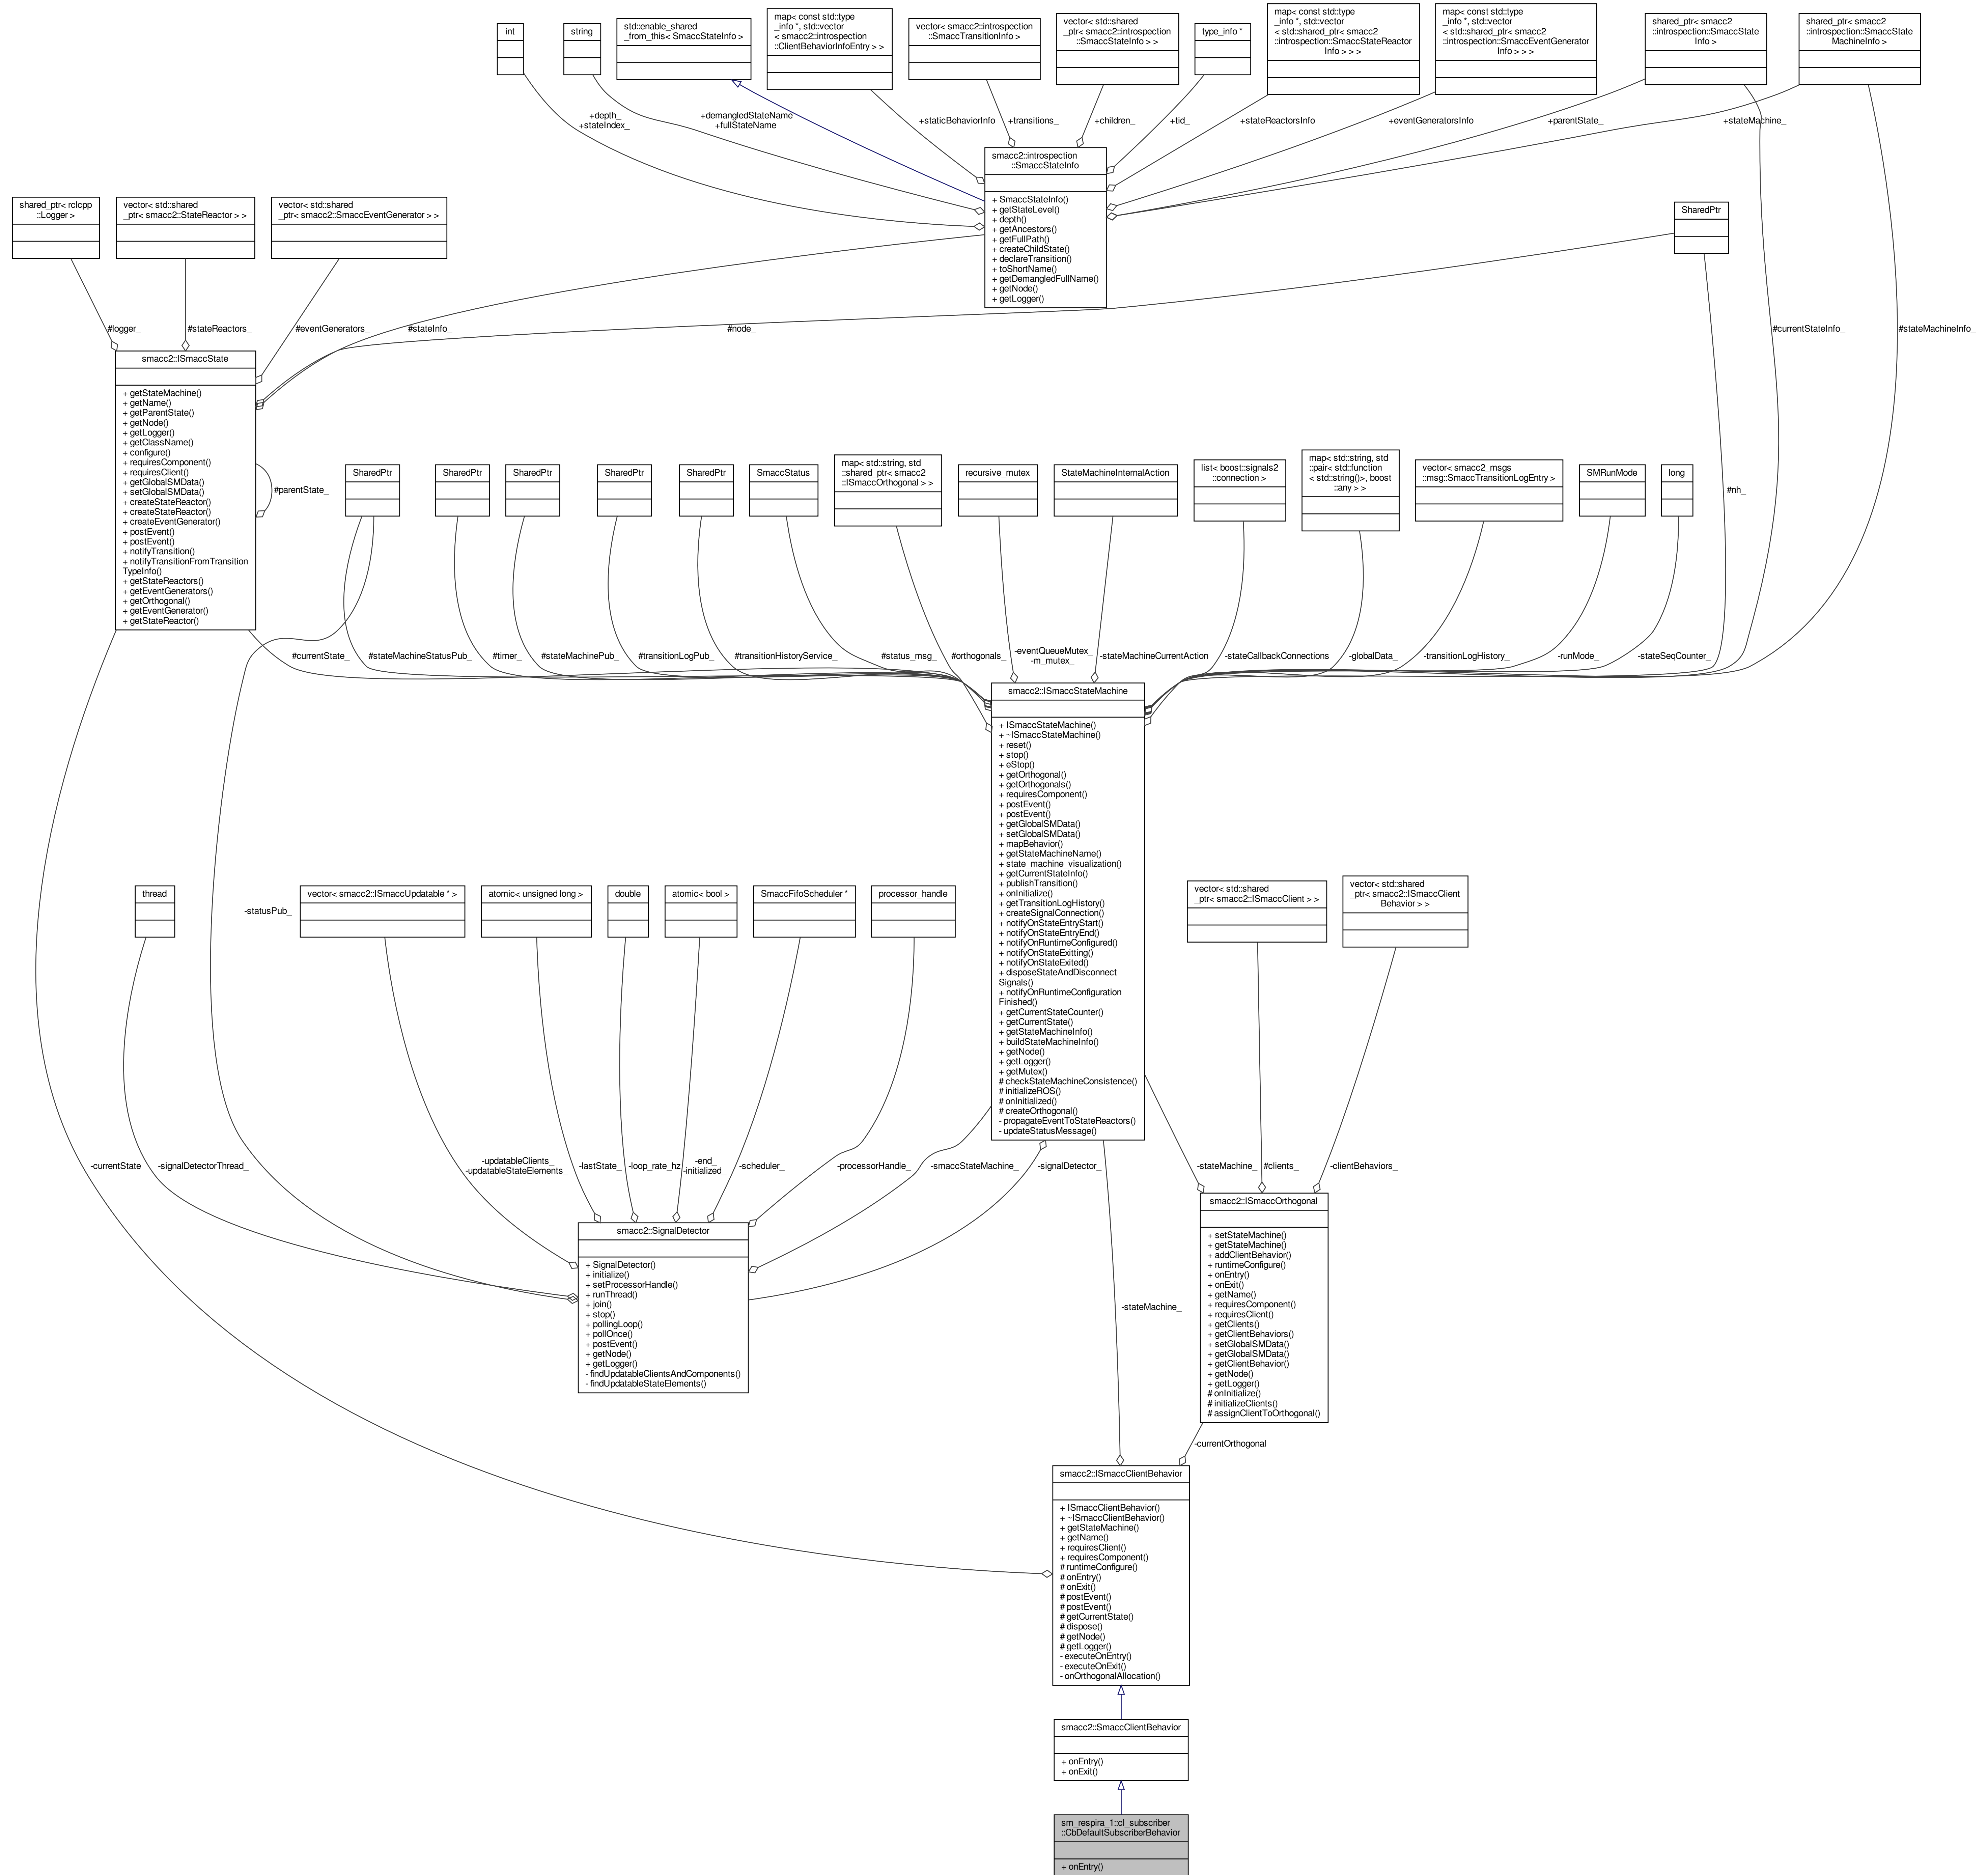 int
string
std::enable_shared
_from_this< SmaccStateInfo >
map< const std::type
_info *, std::vector
< smacc2::introspection
::ClientBehaviorInfoEntry > >
vector< smacc2::introspection
::SmaccTransitionInfo >
vector< std::shared
_ptr< smacc2::introspection
::SmaccStateInfo > >
type_info *
map< const std::type
_info *, std::vector
< std::shared_ptr< smacc2
::introspection::SmaccStateReactor
Info > > >
map< const std::type
_info *, std::vector
< std::shared_ptr< smacc2
::introspection::SmaccEventGenerator
Info > > >
shared_ptr< smacc2
::introspection::SmaccState
Info >
shared_ptr< smacc2
::introspection::SmaccState
MachineInfo >
+depth_
+stateIndex_
+demangledStateName
+fullStateName
+staticBehaviorInfo
+transitions_
+children_
+tid_
+stateReactorsInfo
+eventGeneratorsInfo
+parentState_
+stateMachine_
smacc2::introspection
::SmaccStateInfo
+ SmaccStateInfo()
+ getStateLevel()
+ depth()
+ getAncestors()
+ getFullPath()
+ createChildState()
+ declareTransition()
+ toShortName()
+ getDemangledFullName()
+ getNode()
+ getLogger()
shared_ptr< rclcpp
::Logger >
vector< std::shared
_ptr< smacc2::StateReactor > >
vector< std::shared
_ptr< smacc2::SmaccEventGenerator > >
SharedPtr
#logger_
#stateReactors_
#eventGenerators_
#stateInfo_
#node_
#currentStateInfo_
#stateMachineInfo_
smacc2::ISmaccState
+ getStateMachine()
+ getName()
+ getParentState()
+ getNode()
+ getLogger()
+ getClassName()
+ configure()
+ requiresComponent()
+ requiresClient()
+ getGlobalSMData()
+ setGlobalSMData()
+ createStateReactor()
+ createStateReactor()
+ createEventGenerator()
+ postEvent()
+ postEvent()
+ notifyTransition()
+ notifyTransitionFromTransition
TypeInfo()
+ getStateReactors()
+ getEventGenerators()
+ getOrthogonal()
+ getEventGenerator()
+ getStateReactor()
#parentState_
SharedPtr
SharedPtr
SharedPtr
SharedPtr
SharedPtr
SmaccStatus
map< std::string, std
::shared_ptr< smacc2
::ISmaccOrthogonal > >
recursive_mutex
StateMachineInternalAction
list< boost::signals2
::connection >
map< std::string, std
::pair< std::function
< std::string()>, boost
::any > >
vector< smacc2_msgs
::msg::SmaccTransitionLogEntry >
SMRunMode
long
#nh_
#currentState_
#stateMachineStatusPub_
#timer_
#stateMachinePub_
#transitionLogPub_
#transitionHistoryService_
#status_msg_
#orthogonals_
-eventQueueMutex_
-m_mutex_
-stateMachineCurrentAction
-stateCallbackConnections
-globalData_
-transitionLogHistory_
-runMode_
-stateSeqCounter_
smacc2::ISmaccStateMachine
+ ISmaccStateMachine()
+ ~ISmaccStateMachine()
+ reset()
+ stop()
+ eStop()
+ getOrthogonal()
+ getOrthogonals()
+ requiresComponent()
+ postEvent()
+ postEvent()
+ getGlobalSMData()
+ setGlobalSMData()
+ mapBehavior()
+ getStateMachineName()
+ state_machine_visualization()
+ getCurrentStateInfo()
+ publishTransition()
+ onInitialize()
+ getTransitionLogHistory()
+ createSignalConnection()
+ notifyOnStateEntryStart()
+ notifyOnStateEntryEnd()
+ notifyOnRuntimeConfigured()
+ notifyOnStateExitting()
+ notifyOnStateExited()
+ disposeStateAndDisconnect
Signals()
+ notifyOnRuntimeConfiguration
Finished()
+ getCurrentStateCounter()
+ getCurrentState()
+ getStateMachineInfo()
+ buildStateMachineInfo()
+ getNode()
+ getLogger()
+ getMutex()
# checkStateMachineConsistence()
# initializeROS()
# onInitialized()
# createOrthogonal()
- propagateEventToStateReactors()
- updateStatusMessage()
thread
-statusPub_
vector< smacc2::ISmaccUpdatable * >
atomic< unsigned long >
double
atomic< bool >
SmaccFifoScheduler *
processor_handle
vector< std::shared
_ptr< smacc2::ISmaccClient > >
vector< std::shared
_ptr< smacc2::ISmaccClient
Behavior > >
-currentState
-signalDetectorThread_
-updatableClients_
-updatableStateElements_
-lastState_
-loop_rate_hz
-end_
-initialized_
-scheduler_
-processorHandle_
-smaccStateMachine_
-signalDetector_
-stateMachine_
#clients_
-clientBehaviors_
smacc2::SignalDetector
+ SignalDetector()
+ initialize()
+ setProcessorHandle()
+ runThread()
+ join()
+ stop()
+ pollingLoop()
+ pollOnce()
+ postEvent()
+ getNode()
+ getLogger()
- findUpdatableClientsAndComponents()
- findUpdatableStateElements()
smacc2::ISmaccOrthogonal
+ setStateMachine()
+ getStateMachine()
+ addClientBehavior()
+ runtimeConfigure()
+ onEntry()
+ onExit()
+ getName()
+ requiresComponent()
+ requiresClient()
+ getClients()
+ getClientBehaviors()
+ setGlobalSMData()
+ getGlobalSMData()
+ getClientBehavior()
+ getNode()
+ getLogger()
# onInitialize()
# initializeClients()
# assignClientToOrthogonal()
-stateMachine_
-currentOrthogonal
smacc2::ISmaccClientBehavior
+ ISmaccClientBehavior()
+ ~ISmaccClientBehavior()
+ getStateMachine()
+ getName()
+ requiresClient()
+ requiresComponent()
# runtimeConfigure()
# onEntry()
# onExit()
# postEvent()
# postEvent()
# getCurrentState()
# dispose()
# getNode()
# getLogger()
- executeOnEntry()
- executeOnExit()
- onOrthogonalAllocation()
smacc2::SmaccClientBehavior
+ onEntry()
+ onExit()
sm_respira_1::cl_subscriber
::CbDefaultSubscriberBehavior
+ onEntry()